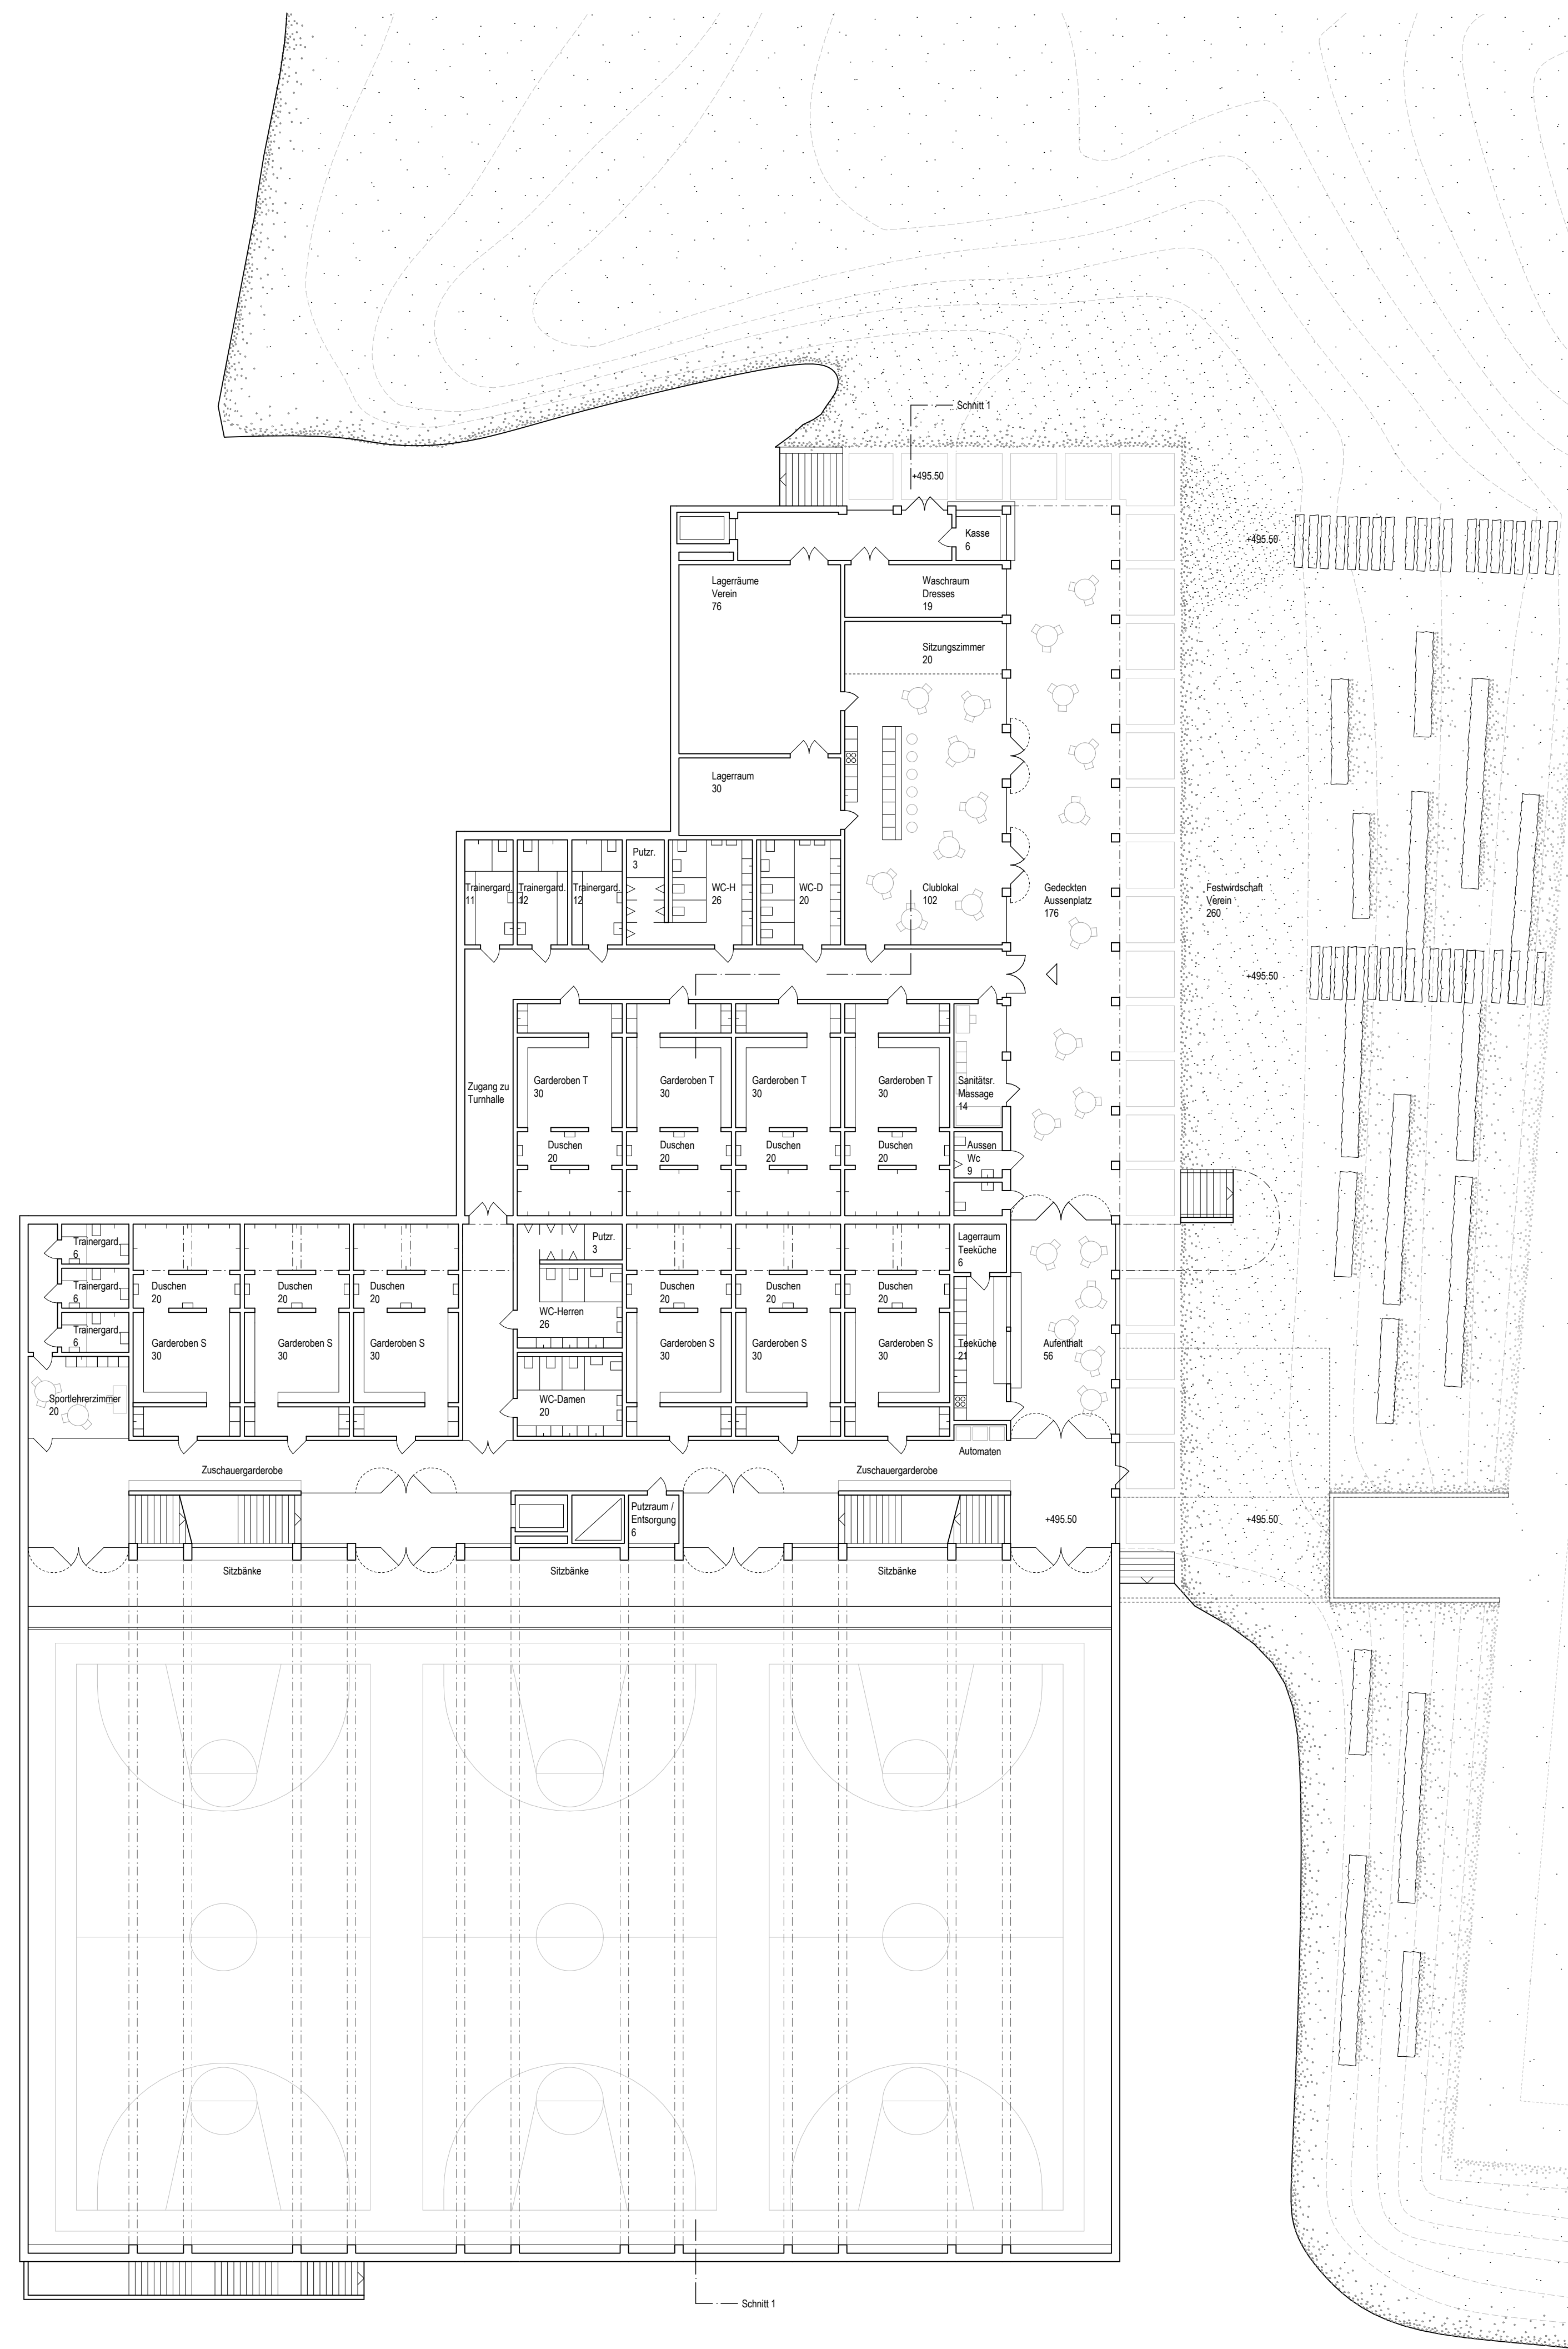 Schnitt 1
+495.50
Kasse
6
+495.50
Lagerräume
Verein
76
Waschraum
Dresses
19
Sitzungszimmer
20
Lagerraum
30
Putzr.
3
Trainergard.
11
Trainergard.
12
Trainergard.
12
WC-H
26
WC-D
20
Clublokal
102
Gedeckten
Aussenplatz
176
Festwirdschaft
Verein
260
+495.50
Zugang zu
Turnhalle
Garderoben T
30
Garderoben T
30
Garderoben T
30
Garderoben T
30
Sanitätsr.
Massage
14
Duschen
20
Duschen
20
Duschen
20
Duschen
20
Aussen
Wc
9
Trainergard.
6
Putzr.
3
Lagerraum
Teeküche
6
Trainergard.
6
Duschen
20
Duschen
20
Duschen
20
WC-Herren
26
Duschen
20
Duschen
20
Duschen
20
Trainergard.
6
Garderoben S
30
Garderoben S
30
Garderoben S
30
Garderoben S
30
Garderoben S
30
Garderoben S
30
Teeküche
21
Aufenthalt
56
Sportlehrerzimmer
20
WC-Damen
20
Automaten
Zuschauergarderobe
Zuschauergarderobe
Putzraum /
Entsorgung
6
+495.50
+495.50
Sitzbänke
Sitzbänke
Sitzbänke
Schnitt 1